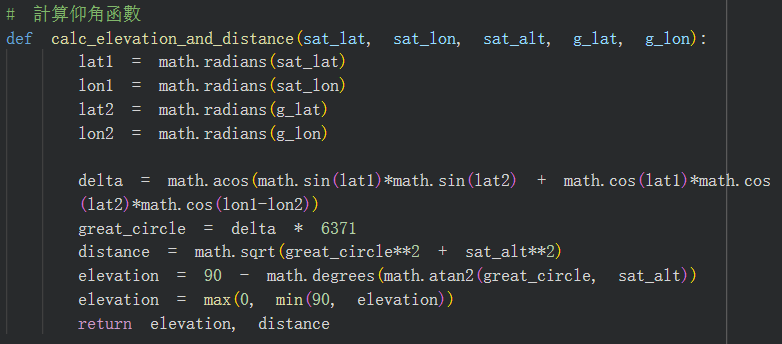 # 計算仰角函數
def calc_elevation_and_distance(sat_lat, sat_lon, sat_alt, g_lat, g_lon):
lat1 = math.radians(sat_lat)
lon1 = math.radians(sat_lon)
lat2 = math.radians(g_lat)
lon2 = math.radians(g_lon)
delta = math.acos(math.sin(lat1)*math.sin(lat2) + math.cos(lat1)*math.cos
(lat2)*math.cos(lon1-lon2))
great_circle = delta * 6371
distance = math.sqrt(great_circle**2 + sat_alt**2)
elevation = 90 - math.degrees(math.atan2(great_circle, sat_alt))
elevation = max(0, min(90, elevation))
return elevation, distance